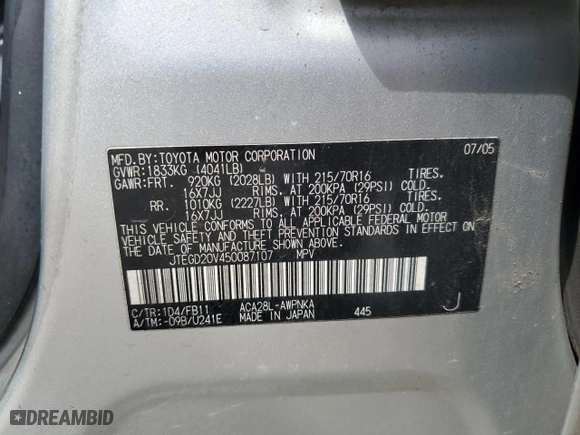 MFD. BY: TOYOTA MOTOR CORPORATION 07/05
GVWR: 1833KG (4041LB)
GAWR: FRT. 920KG (2028LB) WITH 215/70R16 TIRES.
16X7JJ RIMS. AT 200KPA (29PSI) COLD.
RR. 1010KG (2227LB) WITH 215/70R16 TIRES.
16X7JJ RIMS. AT 200KPA (29PSI) COLD.
THIS VEHICLE CONFORMS TO ALL APPLICABLE FEDERAL MOTOR
VEHICLE SAFETY AND THEFT PREVENTION STANDARDS IN EFFECT
ON THE DATE OF MANUFACTURE SHOWN ABOVE.
JTEGD20V450087107 MPV
C/TR: 1D4/FB11 ACA28L-AWPNKA 445 J
A/TM: -09B/U241E MADE IN JAPAN
DREAMBID